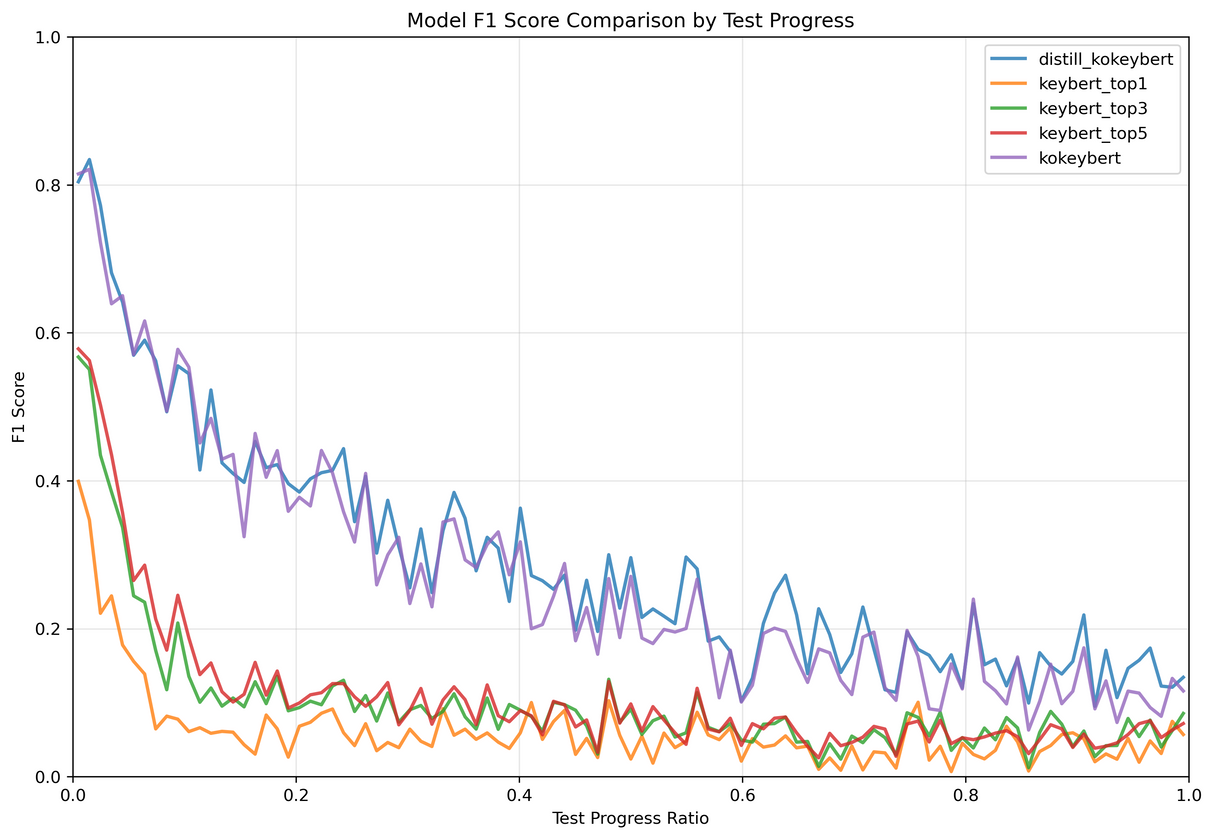 Model F1 Score Comparison by Test Progress
1.0
0.8
0.6
0.4
0.2
0.0
F1 Score
distill_kokeybert
keybert_top1
keybert_top3
keybert_top5
kokeybert
0.0 0.2 0.4 0.6 0.8 1.0
Test Progress Ratio